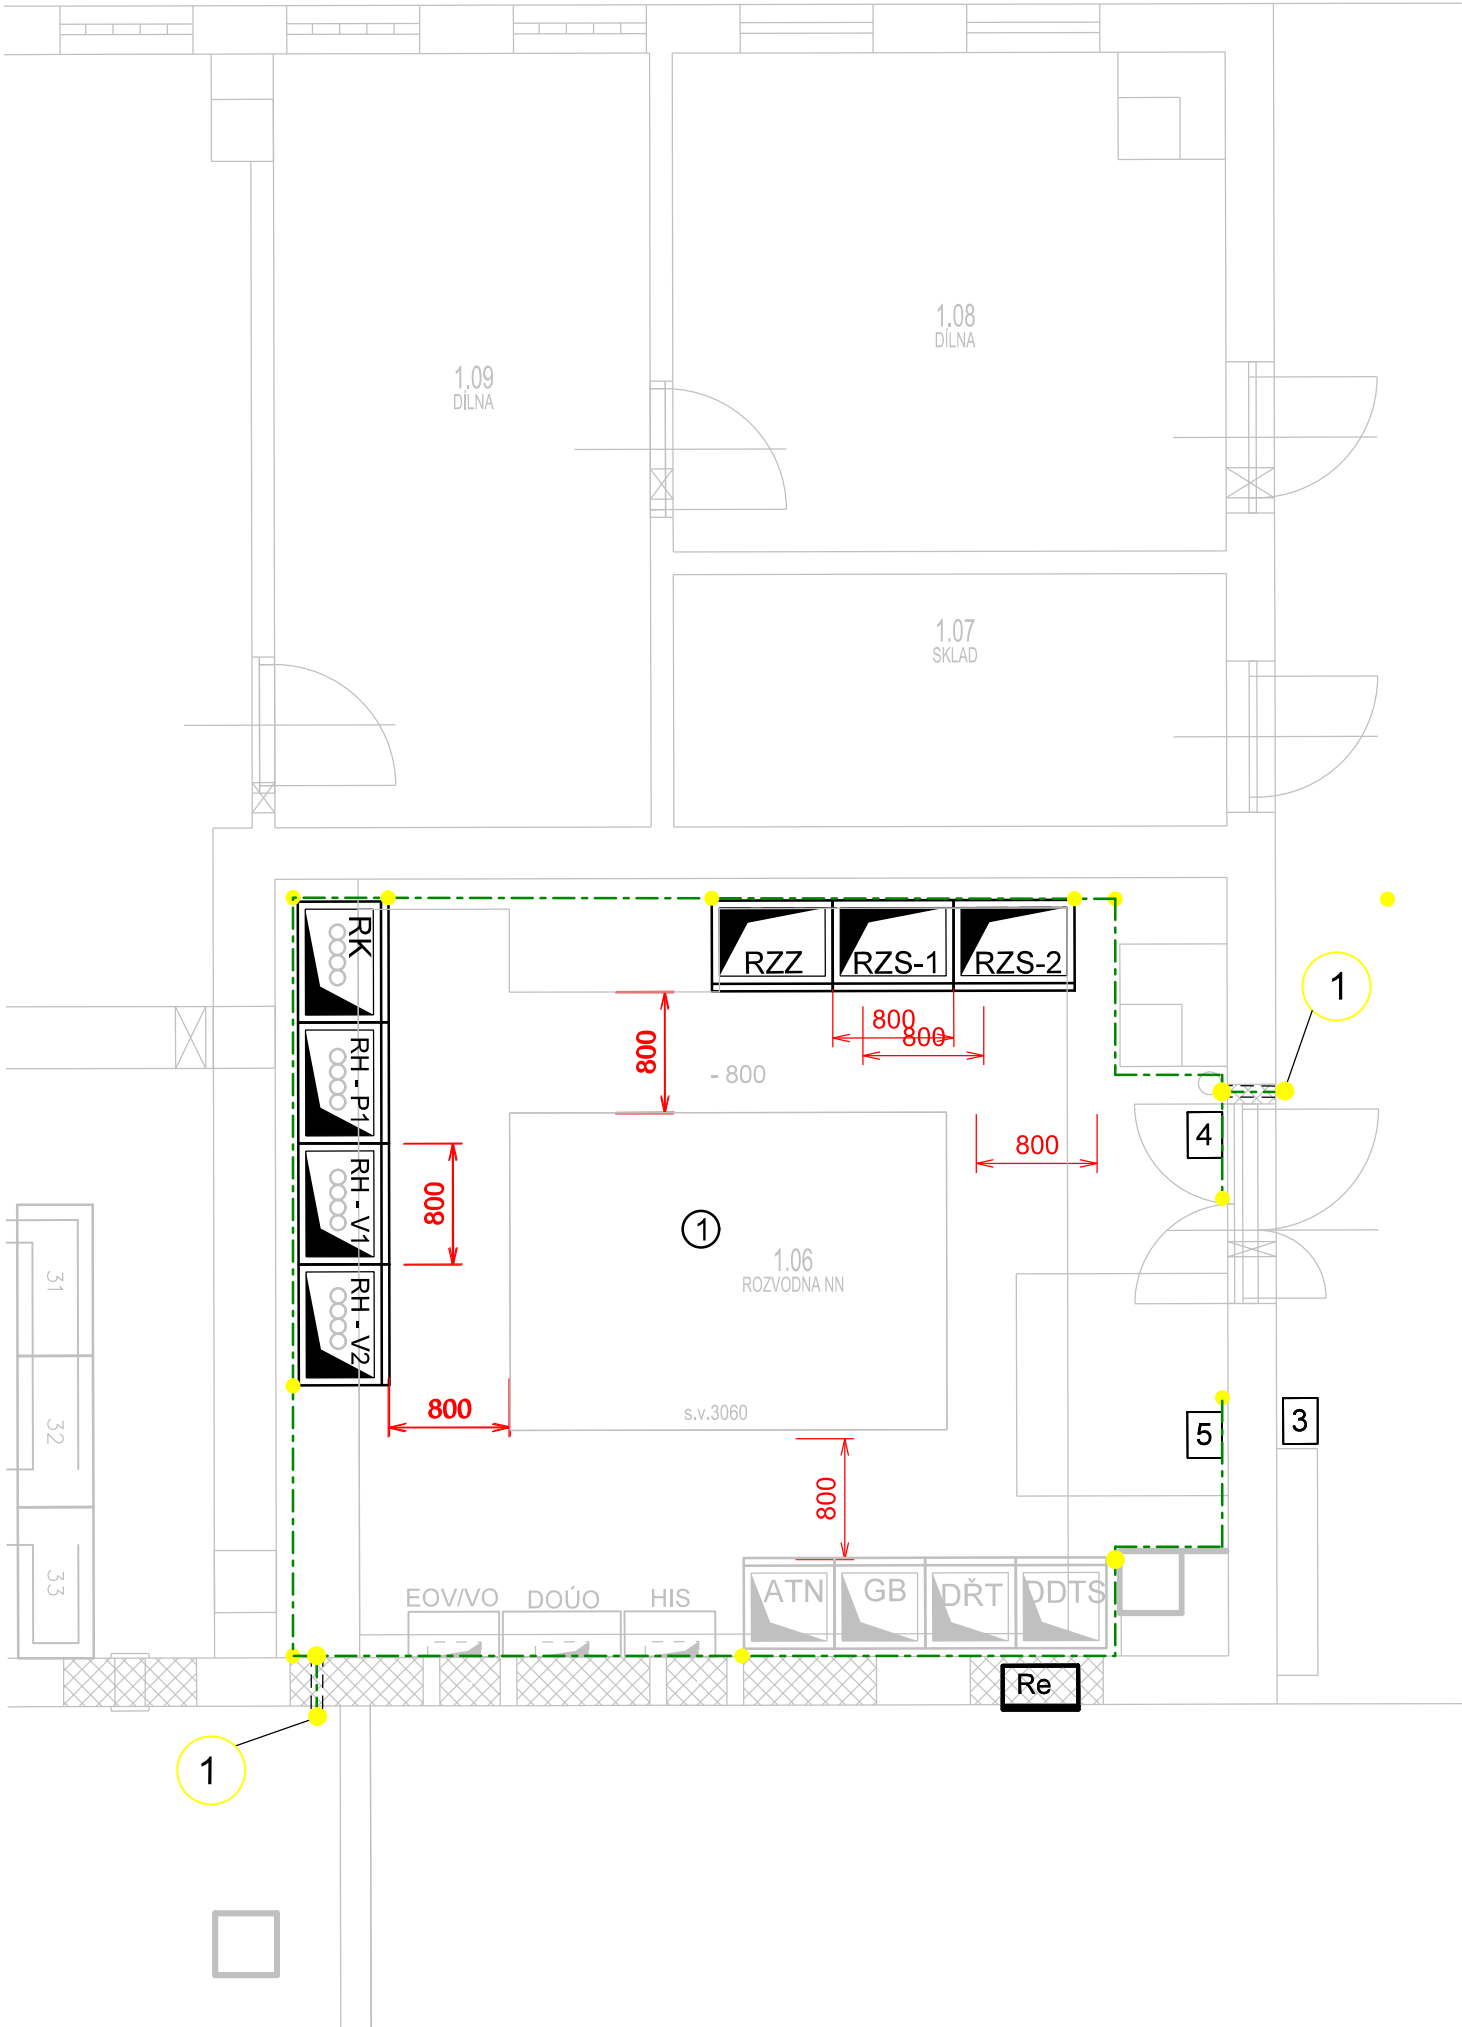 1.08
DÍLNA
1.09
DÍLNA
1.07
SKLAD
RK
RZZ
RZS-1
RZS-2
1
800
800
800
- 800
RH - P1
4
800
RH - V1
800
1
1.06
ROZVODNA NN
31
RH - V2
800
s.v.3060
32
5
3
800
33
EOV/VO
DOÚO
HIS
ATN
GB
DŘT
DDTS
Re
1